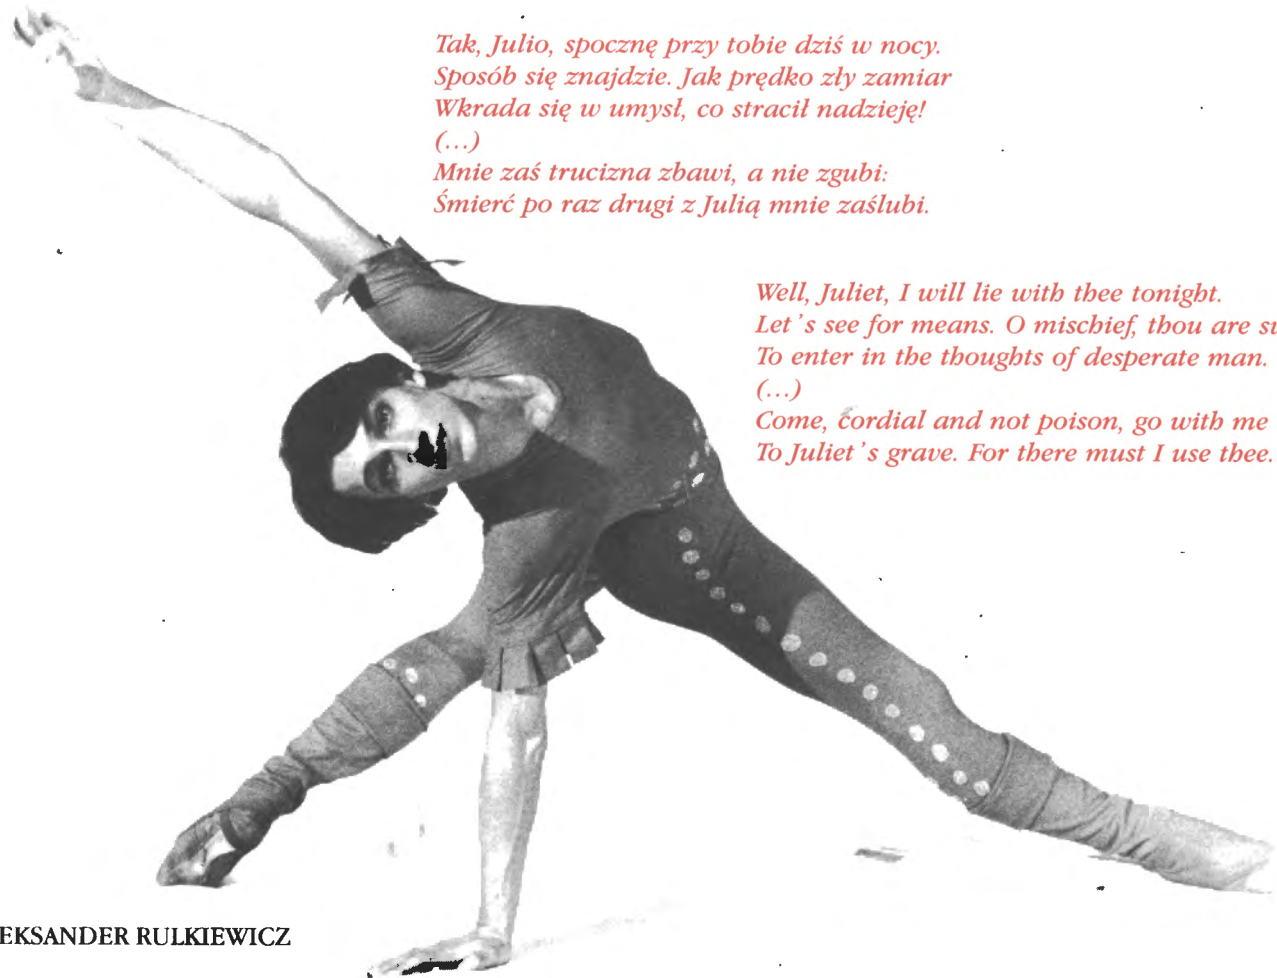 Tak, Julio, spocznę przy tobie dziś w nocy.
Sposób się znajdzie. Jak prędko zły zamiar
Wkrada się w umysł, co stracił nadzieję!
(...)
Mnie zaś trucizna zbawi, a nie zgubi:
Śmierć po raz drugi z Julią mnie zaślubi.
Well, Juliet, I will lie with thee tonight.
Let's see for means. O mischief, thou are
To enter in the thoughts of desperate man.
(...)
Come, cordial and not poison, go with me
To Juliet's grave. For there must I use thee.
EKSANDER RULKIEWICZ